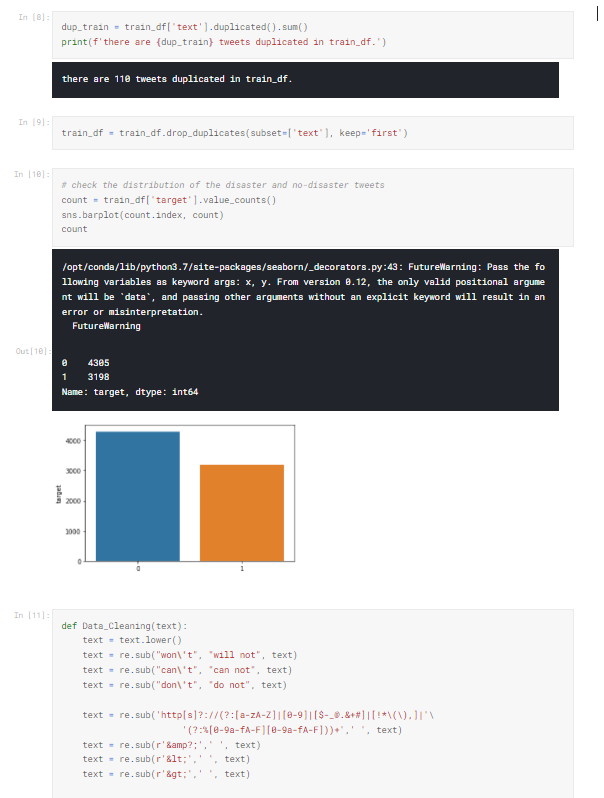 In [8]:
dup_train = train_df['text'].duplicated().sum()
print(f'there are {dup_train} tweets duplicated in train_df.')
there are 110 tweets duplicated in train_df.
In [9]:
train_df = train_df.drop_duplicates(subset=['text'], keep='first')
In [10]:
# check the distribution of the disaster and no-disaster tweets
count = train_df['target'].value_counts()
sns.barplot(count.index, count)
count
/opt/conda/lib/python3.7/site-packages/seaborn/_decorators.py:43: FutureWarning: Pass the fo
llowing variables as keyword args: x, y. From version 0.12, the only valid positional argume
nt will be `data`, and passing other arguments without an explicit keyword will result in an
error or misinterpretation.
FutureWarning
Out[10]:
0    4305
1    3198
Name: target, dtype: int64
4000
3000
2000
1000
0
target
0
1
In [11]:
def Data_Cleaning(text):
    text = text.lower()
    text = re.sub("won\'t", "will not", text)
    text = re.sub("can\'t", "can not", text)
    text = re.sub("don\'t", "do not", text)
    text = re.sub('http[s]?://(?:[a-zA-Z]|[0-9]|[$-_@.&+#]|[!*\(\),]|'\
                  '(?:%[0-9a-fA-F][0-9a-fA-F]))+',' ', text)
    text = re.sub(r'&amp?;',' ', text)
    text = re.sub(r'&lt;',' ', text)
    text = re.sub(r'&gt;',' ', text)